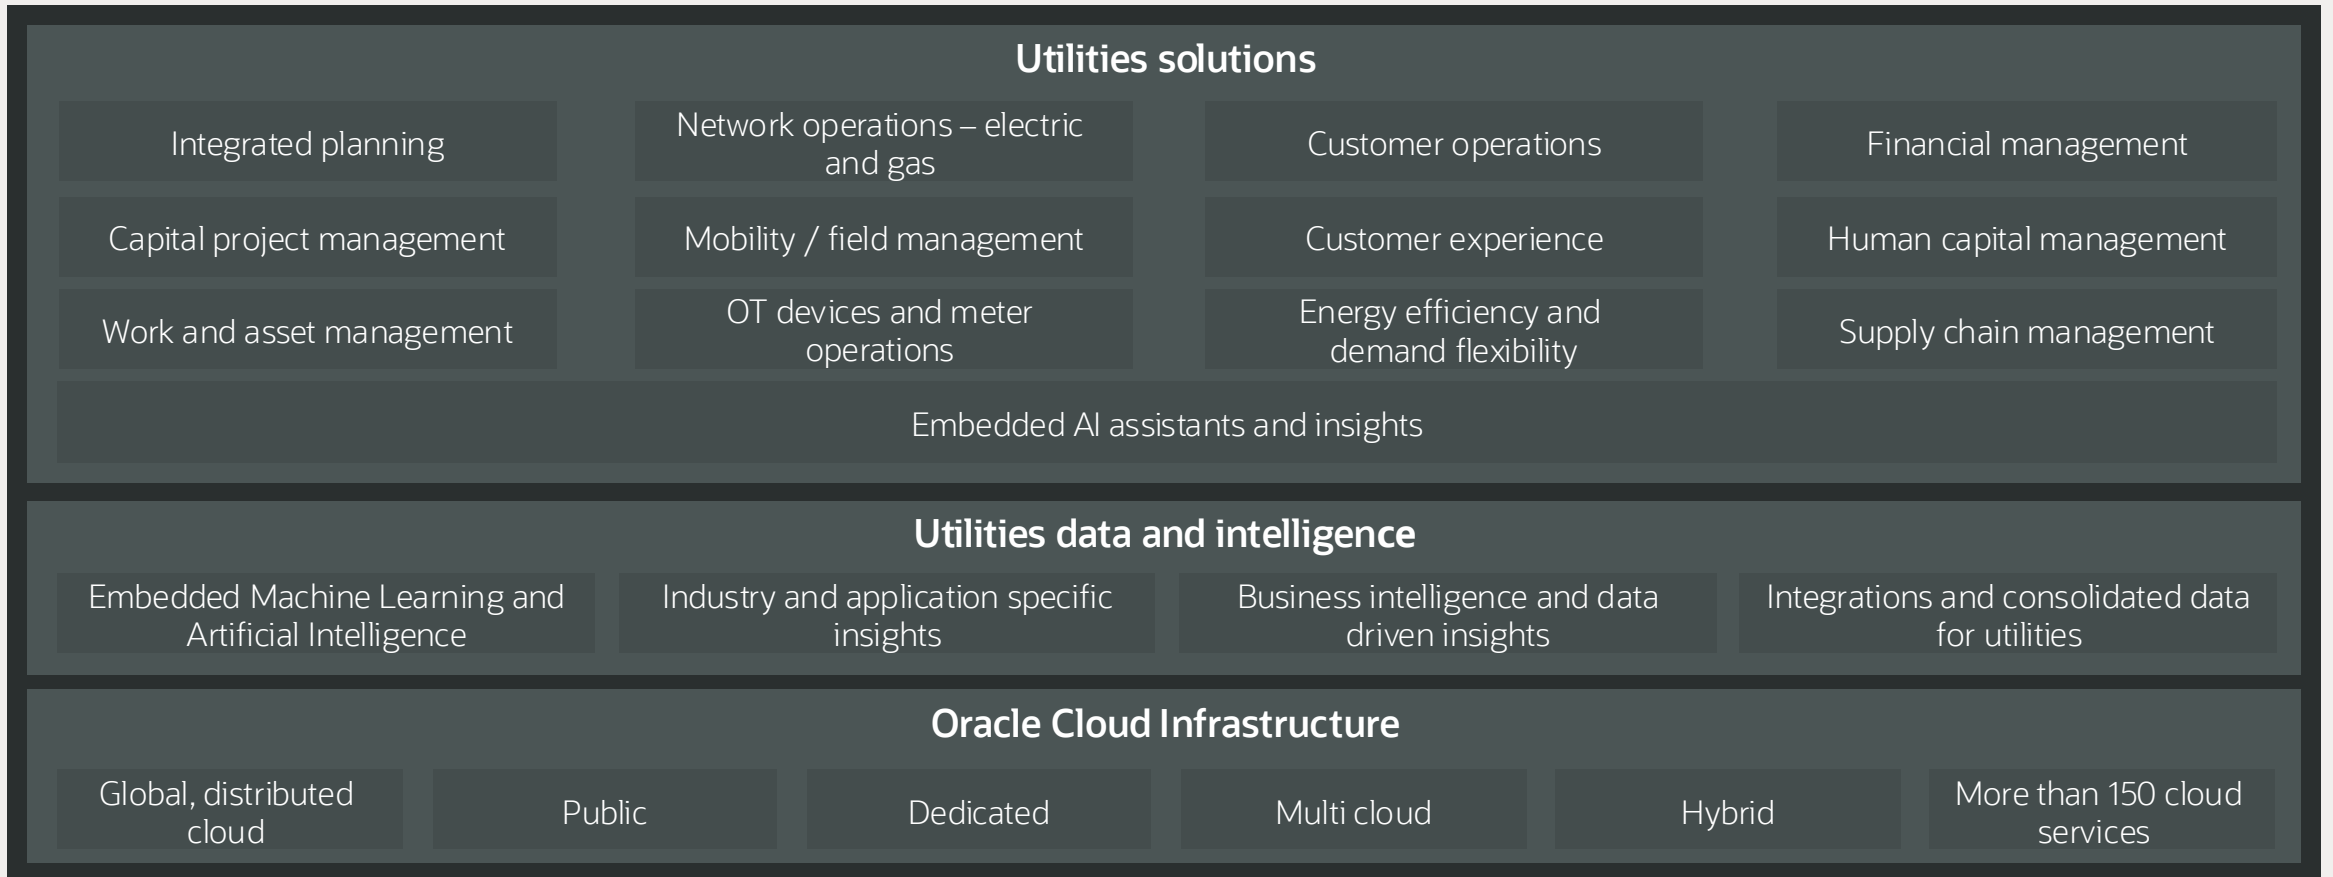 Utilities solutions
Integrated planning
Network operations – electric
and gas
Customer operations
Financial management
Capital project management
Mobility / field management
Customer experience
Human capital management
Work and asset management
OT devices and meter
operations
Energy efficiency and
demand flexibility
Supply chain management
Embedded AI assistants and insights
Utilities data and intelligence
Embedded Machine Learning and
Artificial Intelligence
Industry and application specific
insights
Business intelligence and data
driven insights
Integrations and consolidated data
for utilities
Oracle Cloud Infrastructure
Global, distributed
cloud
Public
Dedicated
Multi cloud
Hybrid
More than 150 cloud
services